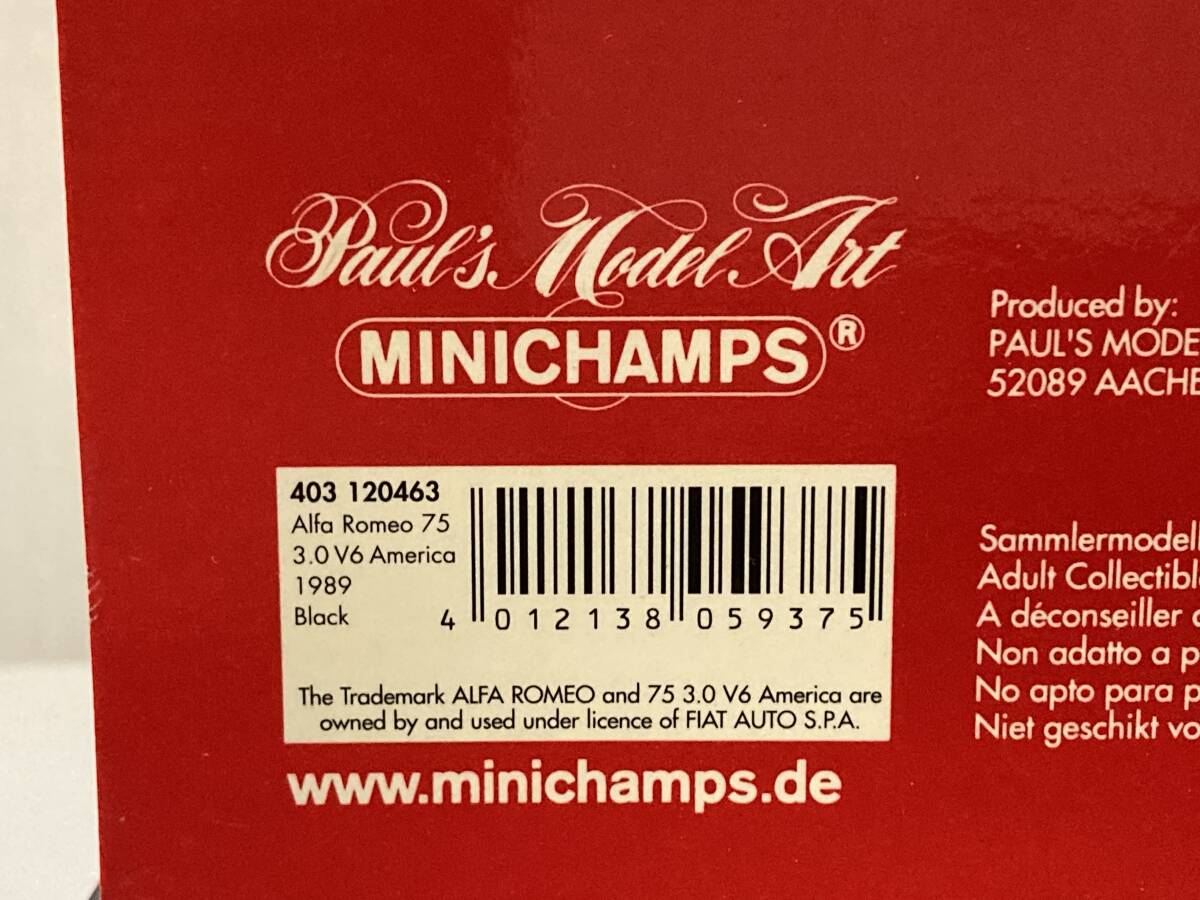 Paul's Model Art
MINICHAMPS®
Produced by:
PAUL'S MODE
52089 AACHE
403 120463
Alfa Romeo 75
3.0 V6 America
1989
Black
4 012138 059375
The Trademark ALFA ROMEO and 75 3.0 V6 America are
owned by and used under licence of FIAT AUTO S.P.A.
www.minichamps.de
Sammlermodell
Adult Collectibl
A déconseiller
Non adatto a p
No apto para p
Niet geschikt vo